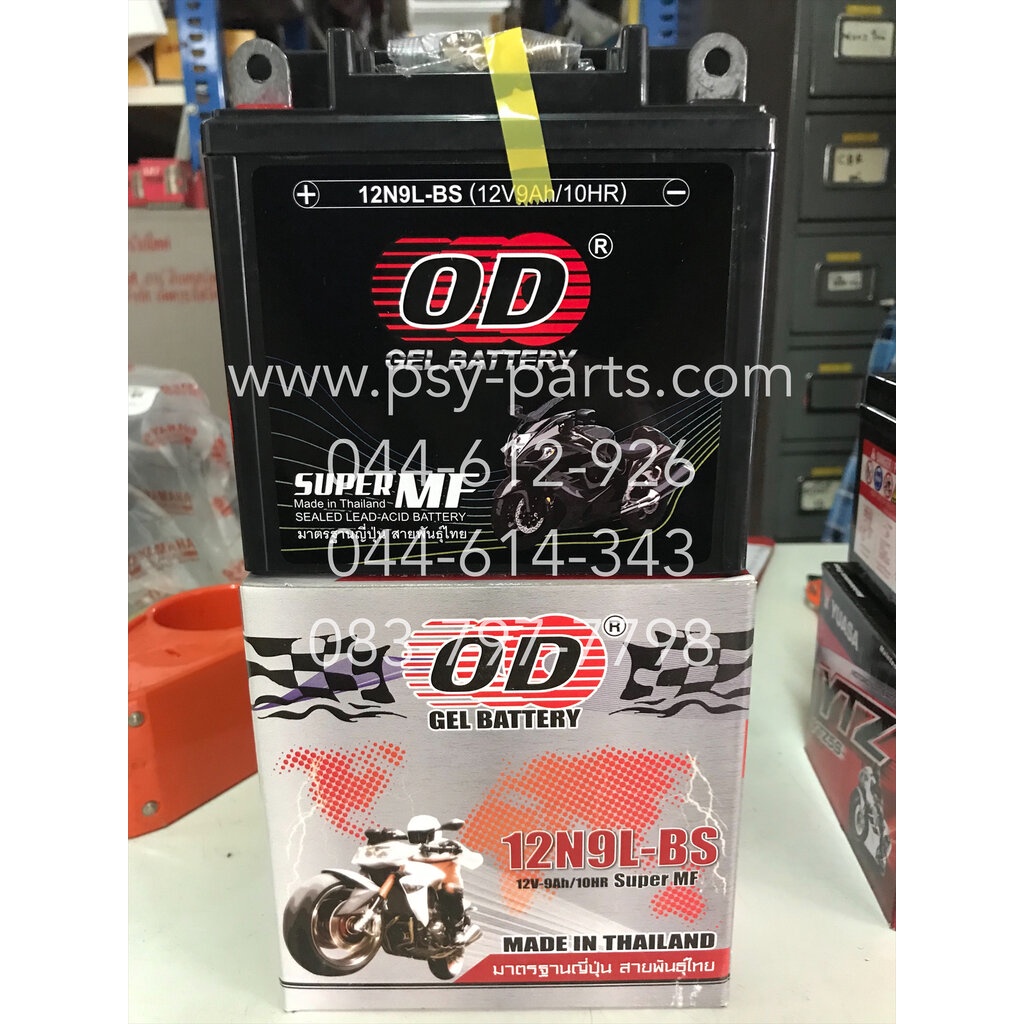 12N9L-BS (12V9Ah/10HR)
OD ®
GEL BATTERY
www.psy-parts.com
044-612-926
SUPER MF
Made in Thailand
SEALED LEAD-ACID BATTERY
มาตรฐานญี่ปุ่น สายพันธุ์ไทย
044-614-343
OD ®
GEL BATTERY
12N9L-BS
12V-9Ah/10HR Super MF
MADE IN THAILAND
มาตรฐานญี่ปุ่น สายพันธุ์ไทย
CBR
YUASA
YTZ